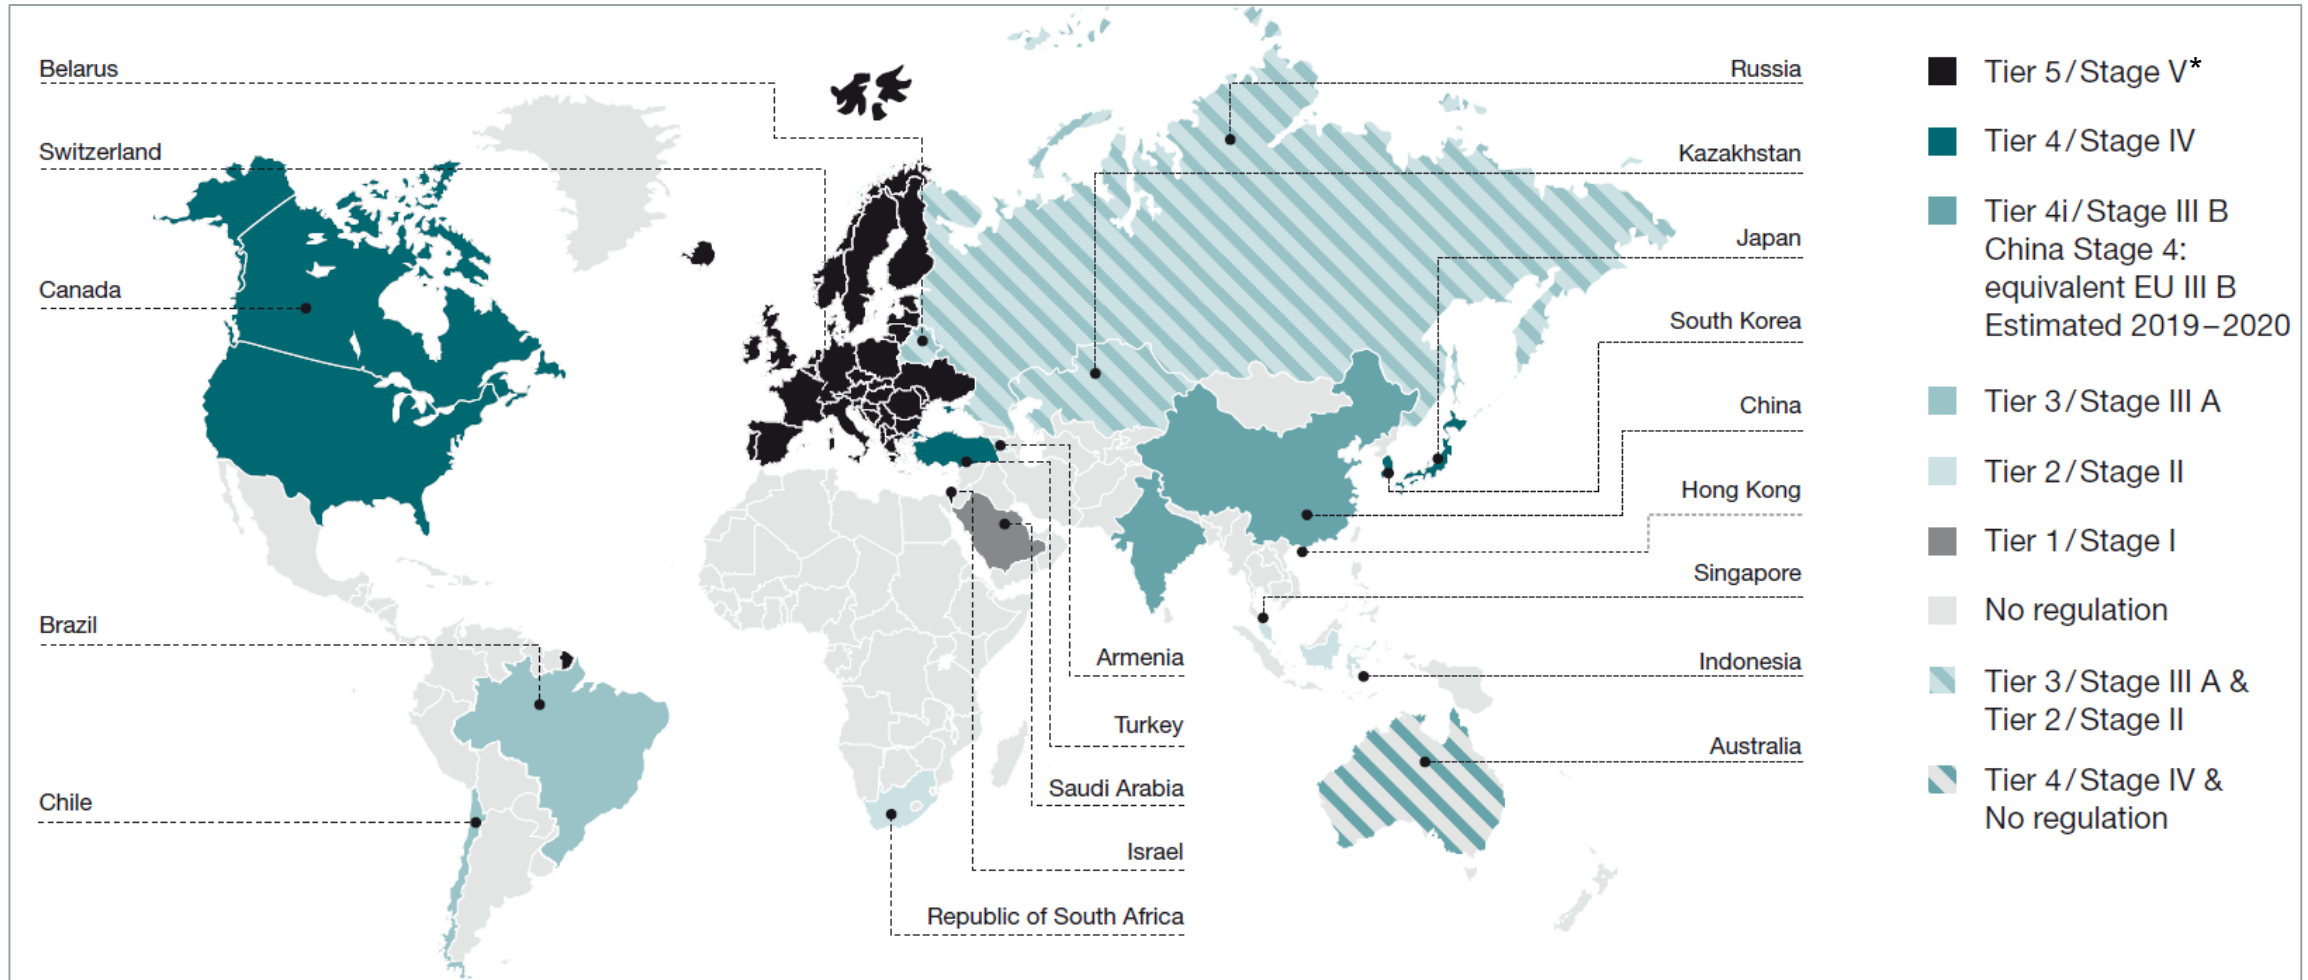 Belarus
Switzerland
Canada
Brazil
Chile
Russia
Kazakhstan
Japan
South Korea
China
Hong Kong
Singapore
Indonesia
Australia
Armenia
Turkey
Saudi Arabia
Israel
Republic of South Africa
Tier 5/Stage V*
Tier 4/Stage IV
Tier 4i/Stage III B
China Stage 4:
equivalent EU III B
Estimated 2019–2020
Tier 3/Stage III A
Tier 2/Stage II
Tier 1/Stage I
No regulation
Tier 3/Stage III A &
Tier 2/Stage II
Tier 4/Stage IV &
No regulation